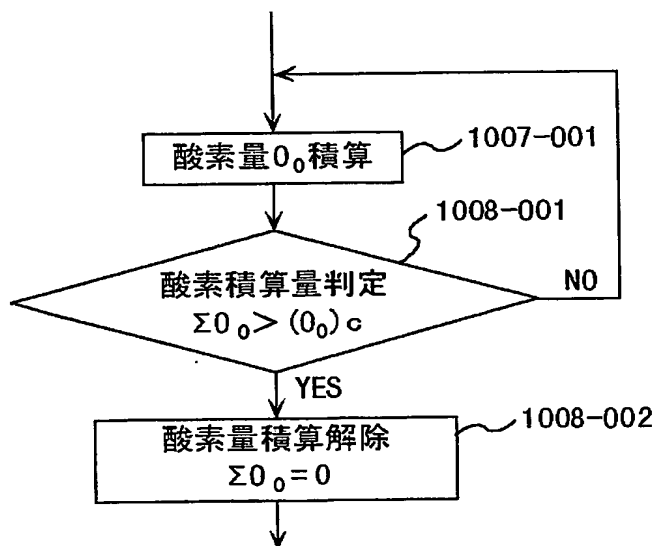 酸素量O₀積算
1007-001
1008-001
酸素積算量判定
ΣO₀>(O₀)c
NO
YES
1008-002
酸素量積算解除
ΣO₀=0